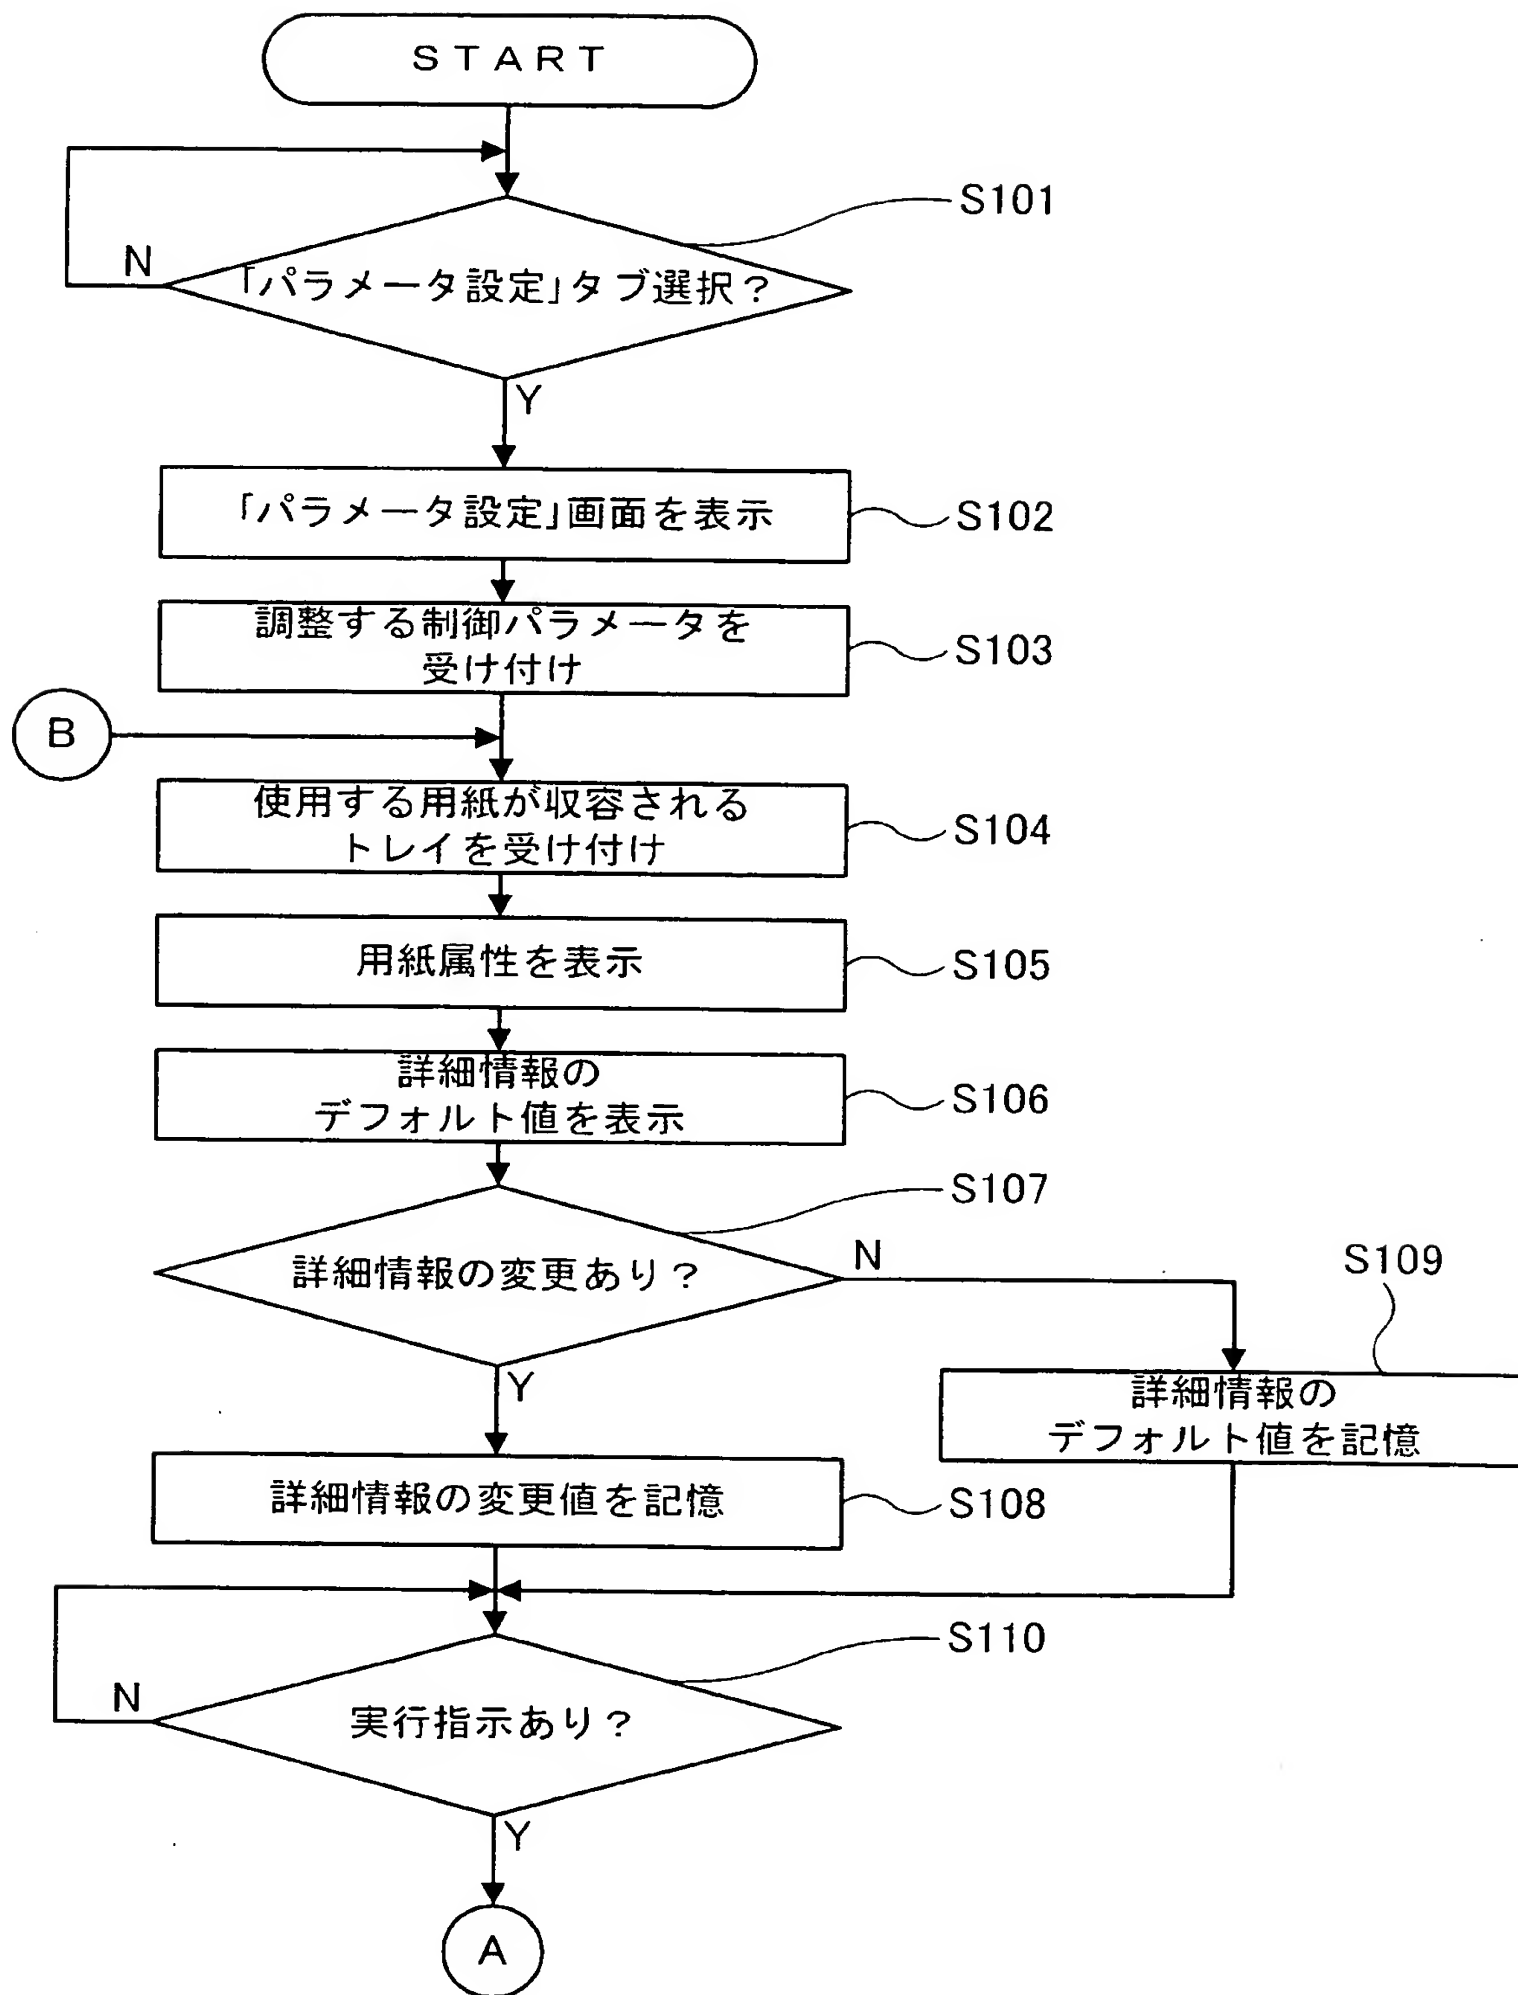 START
S101
N
「パラメータ設定」タブ選択？
Y
「パラメータ設定」画面を表示
S102
調整する制御パラメータを
受け付け
S103
B
使用する用紙が収容される
トレイを受け付け
S104
用紙属性を表示
S105
詳細情報の
デフォルト値を表示
S106
S107
詳細情報の変更あり？
N
S109
Y
詳細情報の
デフォルト値を記憶
詳細情報の変更値を記憶
S108
S110
N
実行指示あり？
Y
A